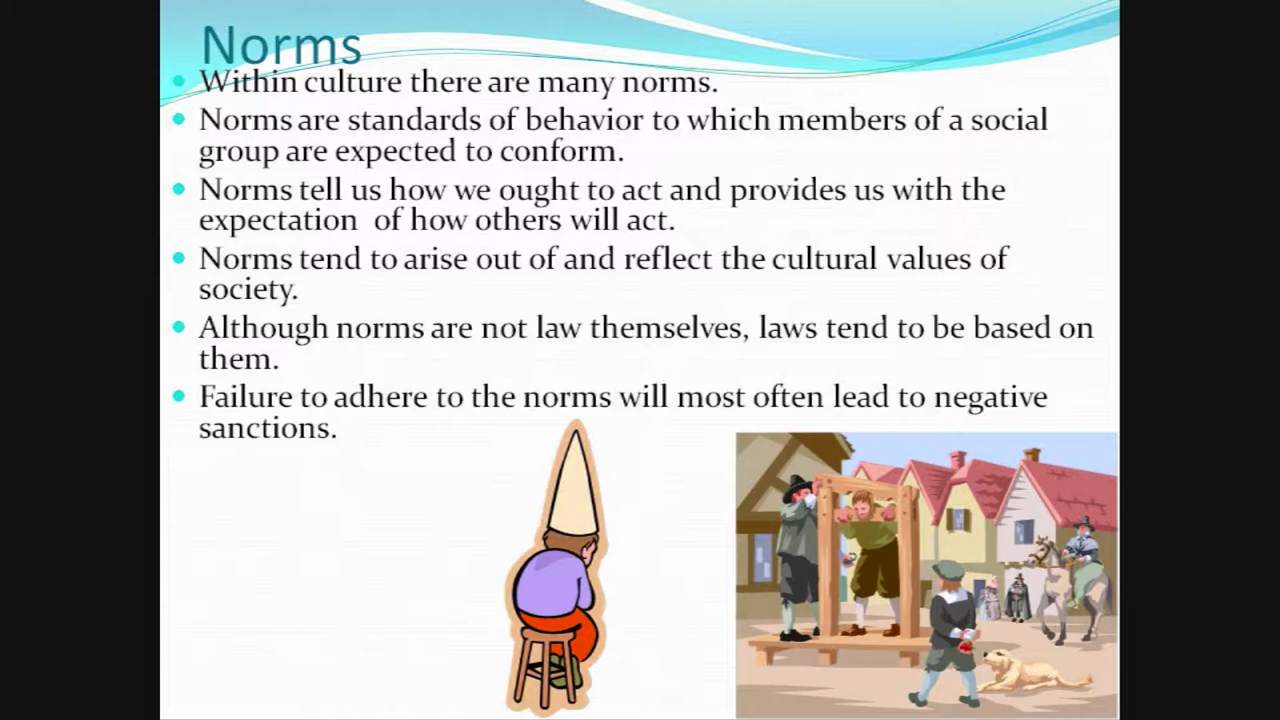 Norms
Within culture there are many norms.
Norms are standards of behavior to which members of a social
group are expected to conform.
Norms tell us how we ought to act and provides us with the
expectation of how others will act.
Norms tend to arise out of and reflect the cultural values of
society.
Although norms are not law themselves, laws tend to be based on
them.
Failure to adhere to the norms will most often lead to negative
sanctions.